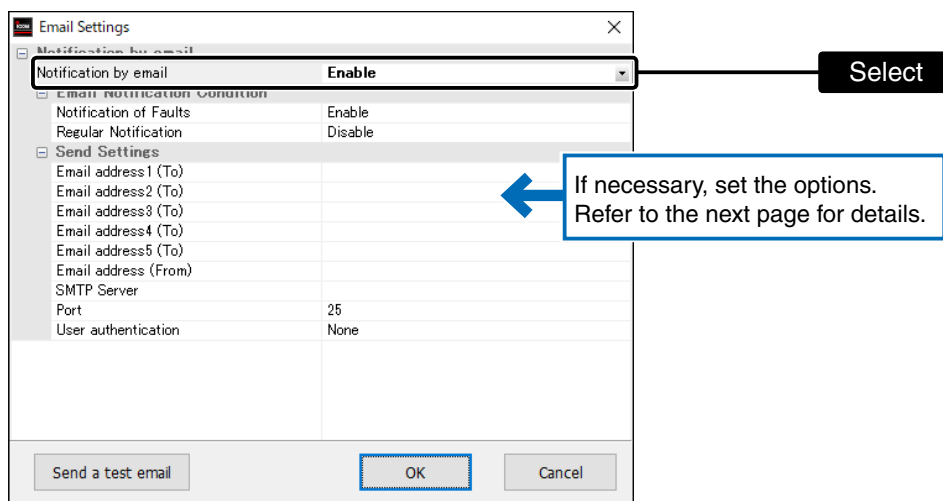 icom Email Settings
Notification by email
Notification by email Enable
Select
Email Notification Condition
Notification of Faults Enable
Regular Notification Disable
Send Settings
Email address1 (To)
Email address2 (To)
Email address3 (To)
Email address4 (To)
Email address5 (To)
Email address (From)
SMTP Server
Port 25
User authentication None
If necessary, set the options.
Refer to the next page for details.
Send a test email OK Cancel